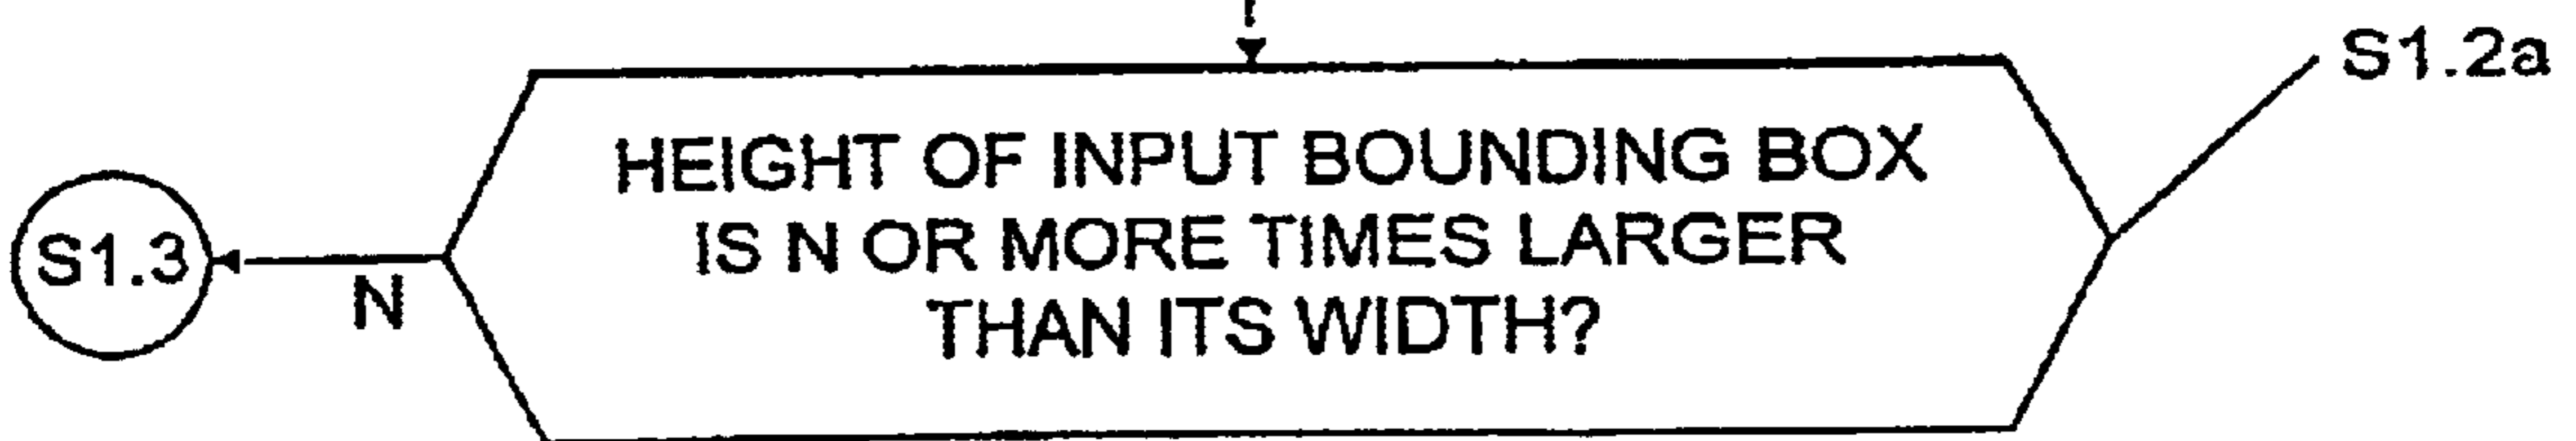 S1.2a
HEIGHT OF INPUT BOUNDING BOX
IS N OR MORE TIMES LARGER
THAN ITS WIDTH?
S1.3
N